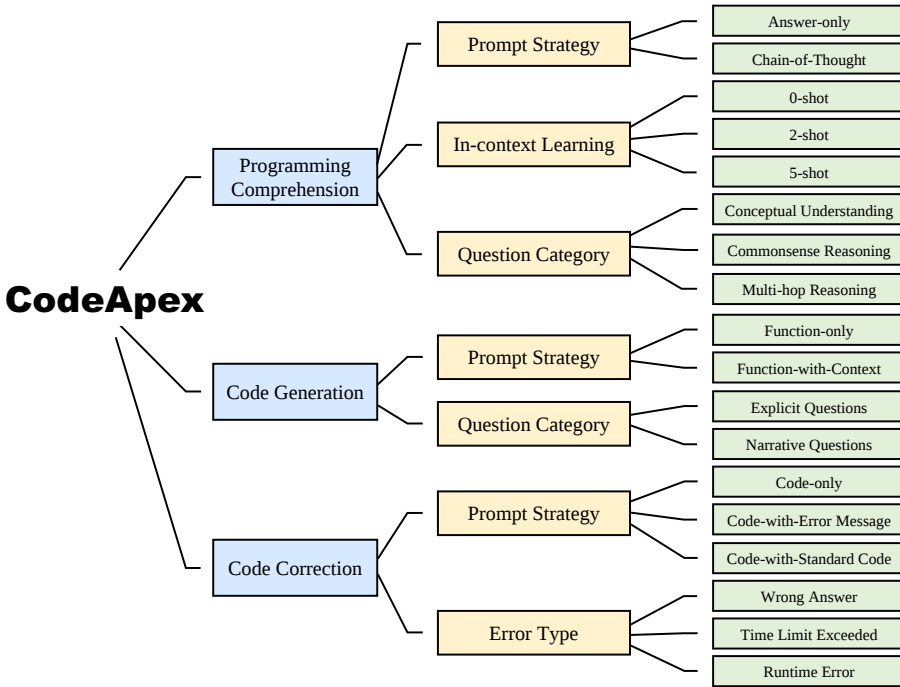 CodeApex
Programming
Comprehension
Prompt Strategy
Answer-only
Chain-of-Thought
In-context Learning
0-shot
2-shot
5-shot
Question Category
Conceptual Understanding
Commonsense Reasoning
Multi-hop Reasoning
Code Generation
Prompt Strategy
Function-only
Function-with-Context
Question Category
Explicit Questions
Narrative Questions
Code Correction
Prompt Strategy
Code-only
Code-with-Error Message
Code-with-Standard Code
Error Type
Wrong Answer
Time Limit Exceeded
Runtime Error